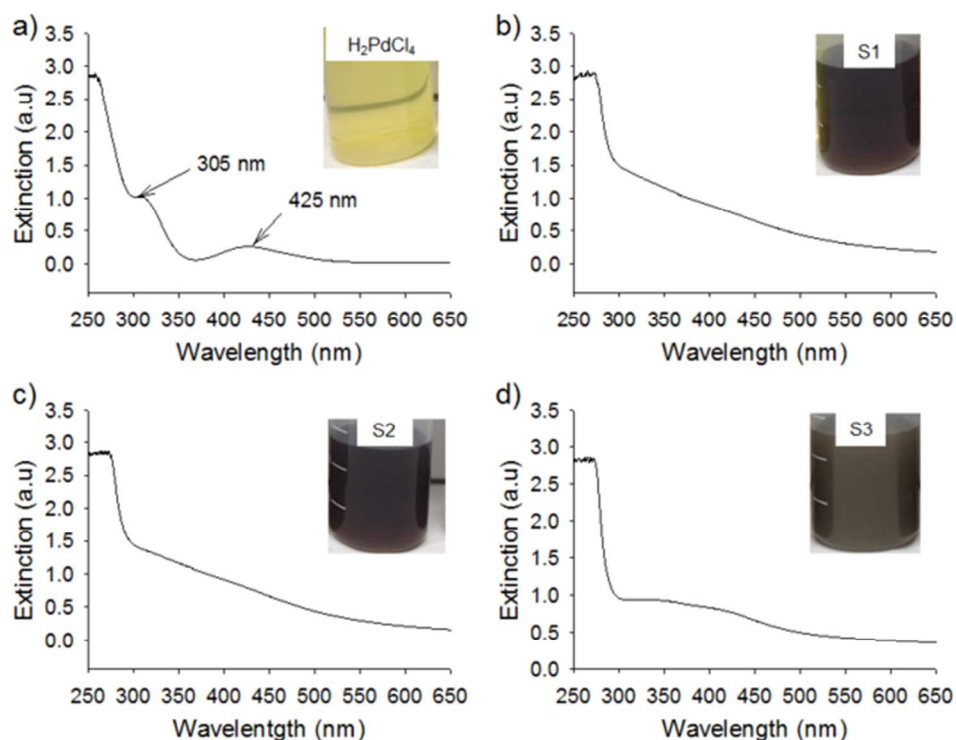 a)
H₂PdCl₄
3.5
3.0
2.5
2.0
1.5
1.0
0.5
0.0
Extinction (a.u)
305 nm
425 nm
250 300 350 400 450 500 550 600 650
Wavelength (nm)
b)
S1
3.5
3.0
2.5
2.0
1.5
1.0
0.5
0.0
Extinction (a.u)
250 300 350 400 450 500 550 600 650
Wavelength (nm)
c)
S2
3.5
3.0
2.5
2.0
1.5
1.0
0.5
0.0
Extinction (a.u)
250 300 350 400 450 500 550 600 650
Wavelentgth (nm)
d)
S3
3.5
3.0
2.5
2.0
1.5
1.0
0.5
0.0
Extinction (a.u)
250 300 350 400 450 500 550 600 650
Wavelength (nm)